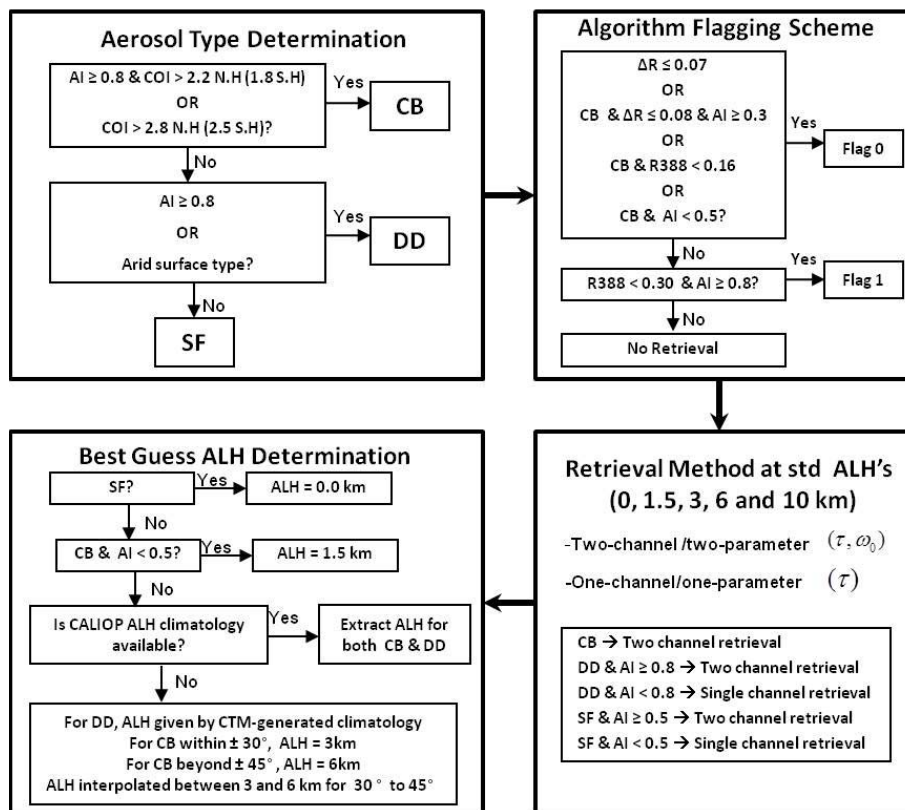 Aerosol Type Determination
AI ≥ 0.8 & COI > 2.2 N.H (1.8 S.H)
OR
COI > 2.8 N.H (2.5 S.H)?
Yes
CB
No
AI ≥ 0.8
OR
Arid surface type?
Yes
DD
No
SF
Algorithm Flagging Scheme
ΔR ≤ 0.07
OR
CB & ΔR ≤ 0.08 & AI ≥ 0.3
OR
CB & R388 < 0.16
OR
CB & AI < 0.5?
Yes
Flag 0
No
R388 < 0.30 & AI ≥ 0.8?
Yes
Flag 1
No
No Retrieval
Best Guess ALH Determination
SF?
Yes
ALH = 0.0 km
No
CB & AI < 0.5?
Yes
ALH = 1.5 km
No
Is CALIOP ALH climatology
available?
Yes
Extract ALH for
both CB & DD
No
For DD, ALH given by CTM-generated climatology
For CB within ± 30°, ALH = 3km
For CB beyond ± 45°, ALH = 6km
ALH interpolated between 3 and 6 km for 30 ° to 45°
Retrieval Method at std ALH's
(0, 1.5, 3, 6 and 10 km)
-Two-channel /two-parameter (τ, ω₀)
-One-channel/one-parameter (τ)
CB → Two channel retrieval
DD & AI ≥ 0.8 → Two channel retrieval
DD & AI < 0.8 → Single channel retrieval
SF & AI ≥ 0.5 → Two channel retrieval
SF & AI < 0.5 → Single channel retrieval